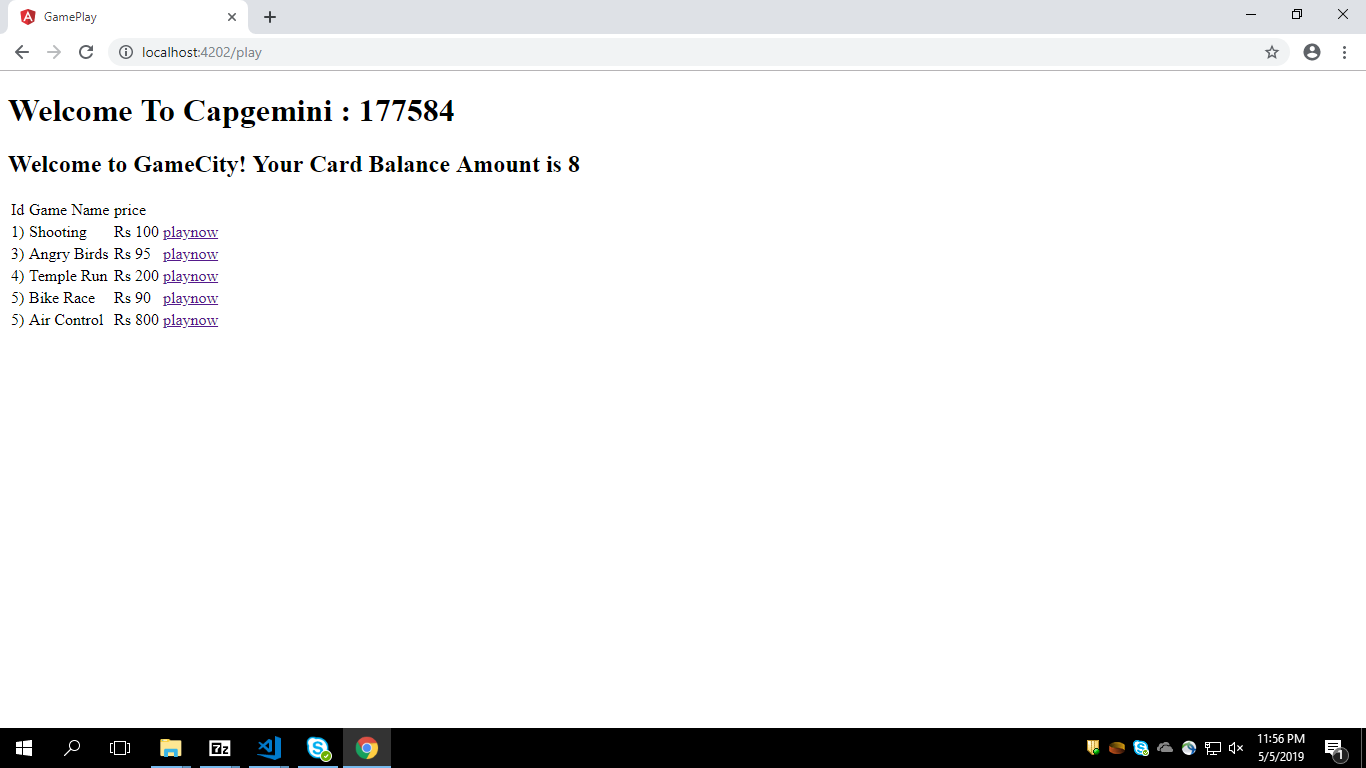 GamePlay
localhost:4202/play
Welcome To Capgemini : 177584
Welcome to GameCity! Your Card Balance Amount is 8
Id Game Name price
1) Shooting Rs 100 playnow
3) Angry Birds Rs 95 playnow
4) Temple Run Rs 200 playnow
5) Bike Race Rs 90 playnow
5) Air Control Rs 800 playnow
7z
11:56 PM
5/5/2019
1